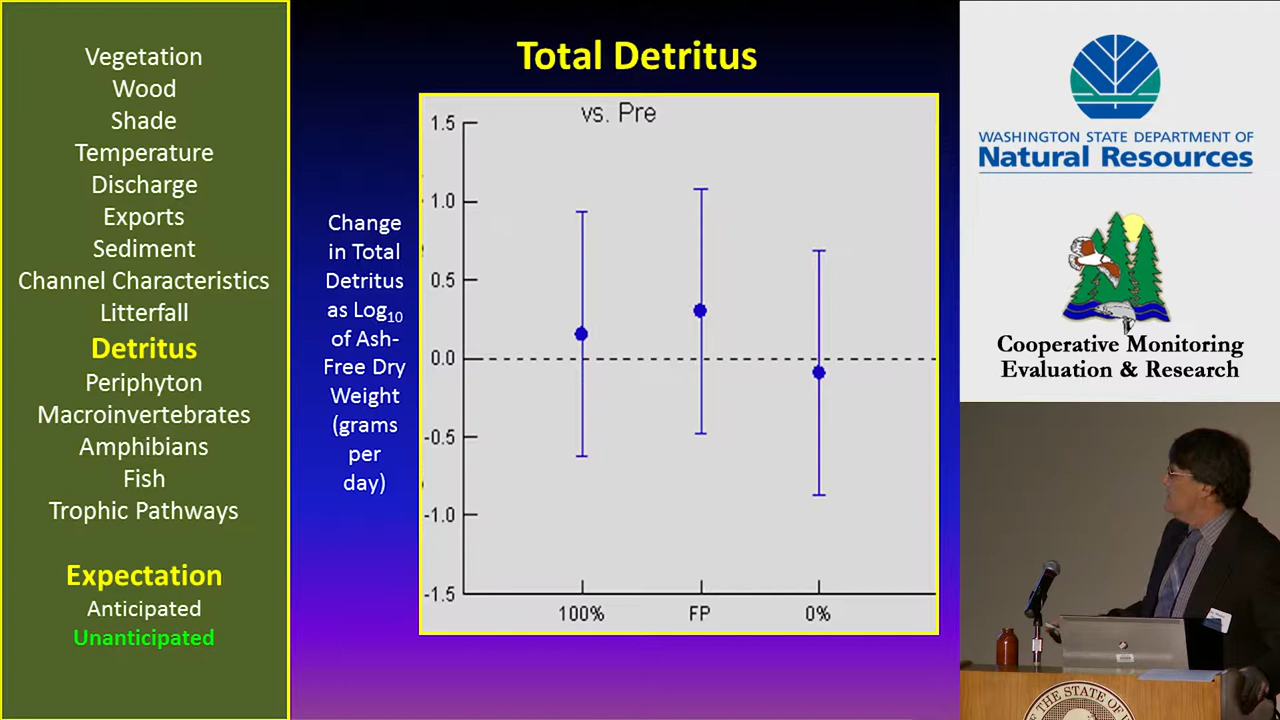 Vegetation
Wood
Shade
Temperature
Discharge
Exports
Sediment
Channel Characteristics
Litterfall
Detritus
Periphyton
Macroinvertebrates
Amphibians
Fish
Trophic Pathways
Expectation
Anticipated
Unanticipated
Total Detritus
Change
in Total
Detritus
as Log10
of Ash-
Free Dry
Weight
(grams
per
day)
vs. Pre
1.5
1.0
0.5
0.0
-0.5
-1.0
-1.5
100%
FP
0%
WASHINGTON STATE DEPARTMENT OF
Natural Resources
Cooperative Monitoring
Evaluation & Research
THE STATE OF